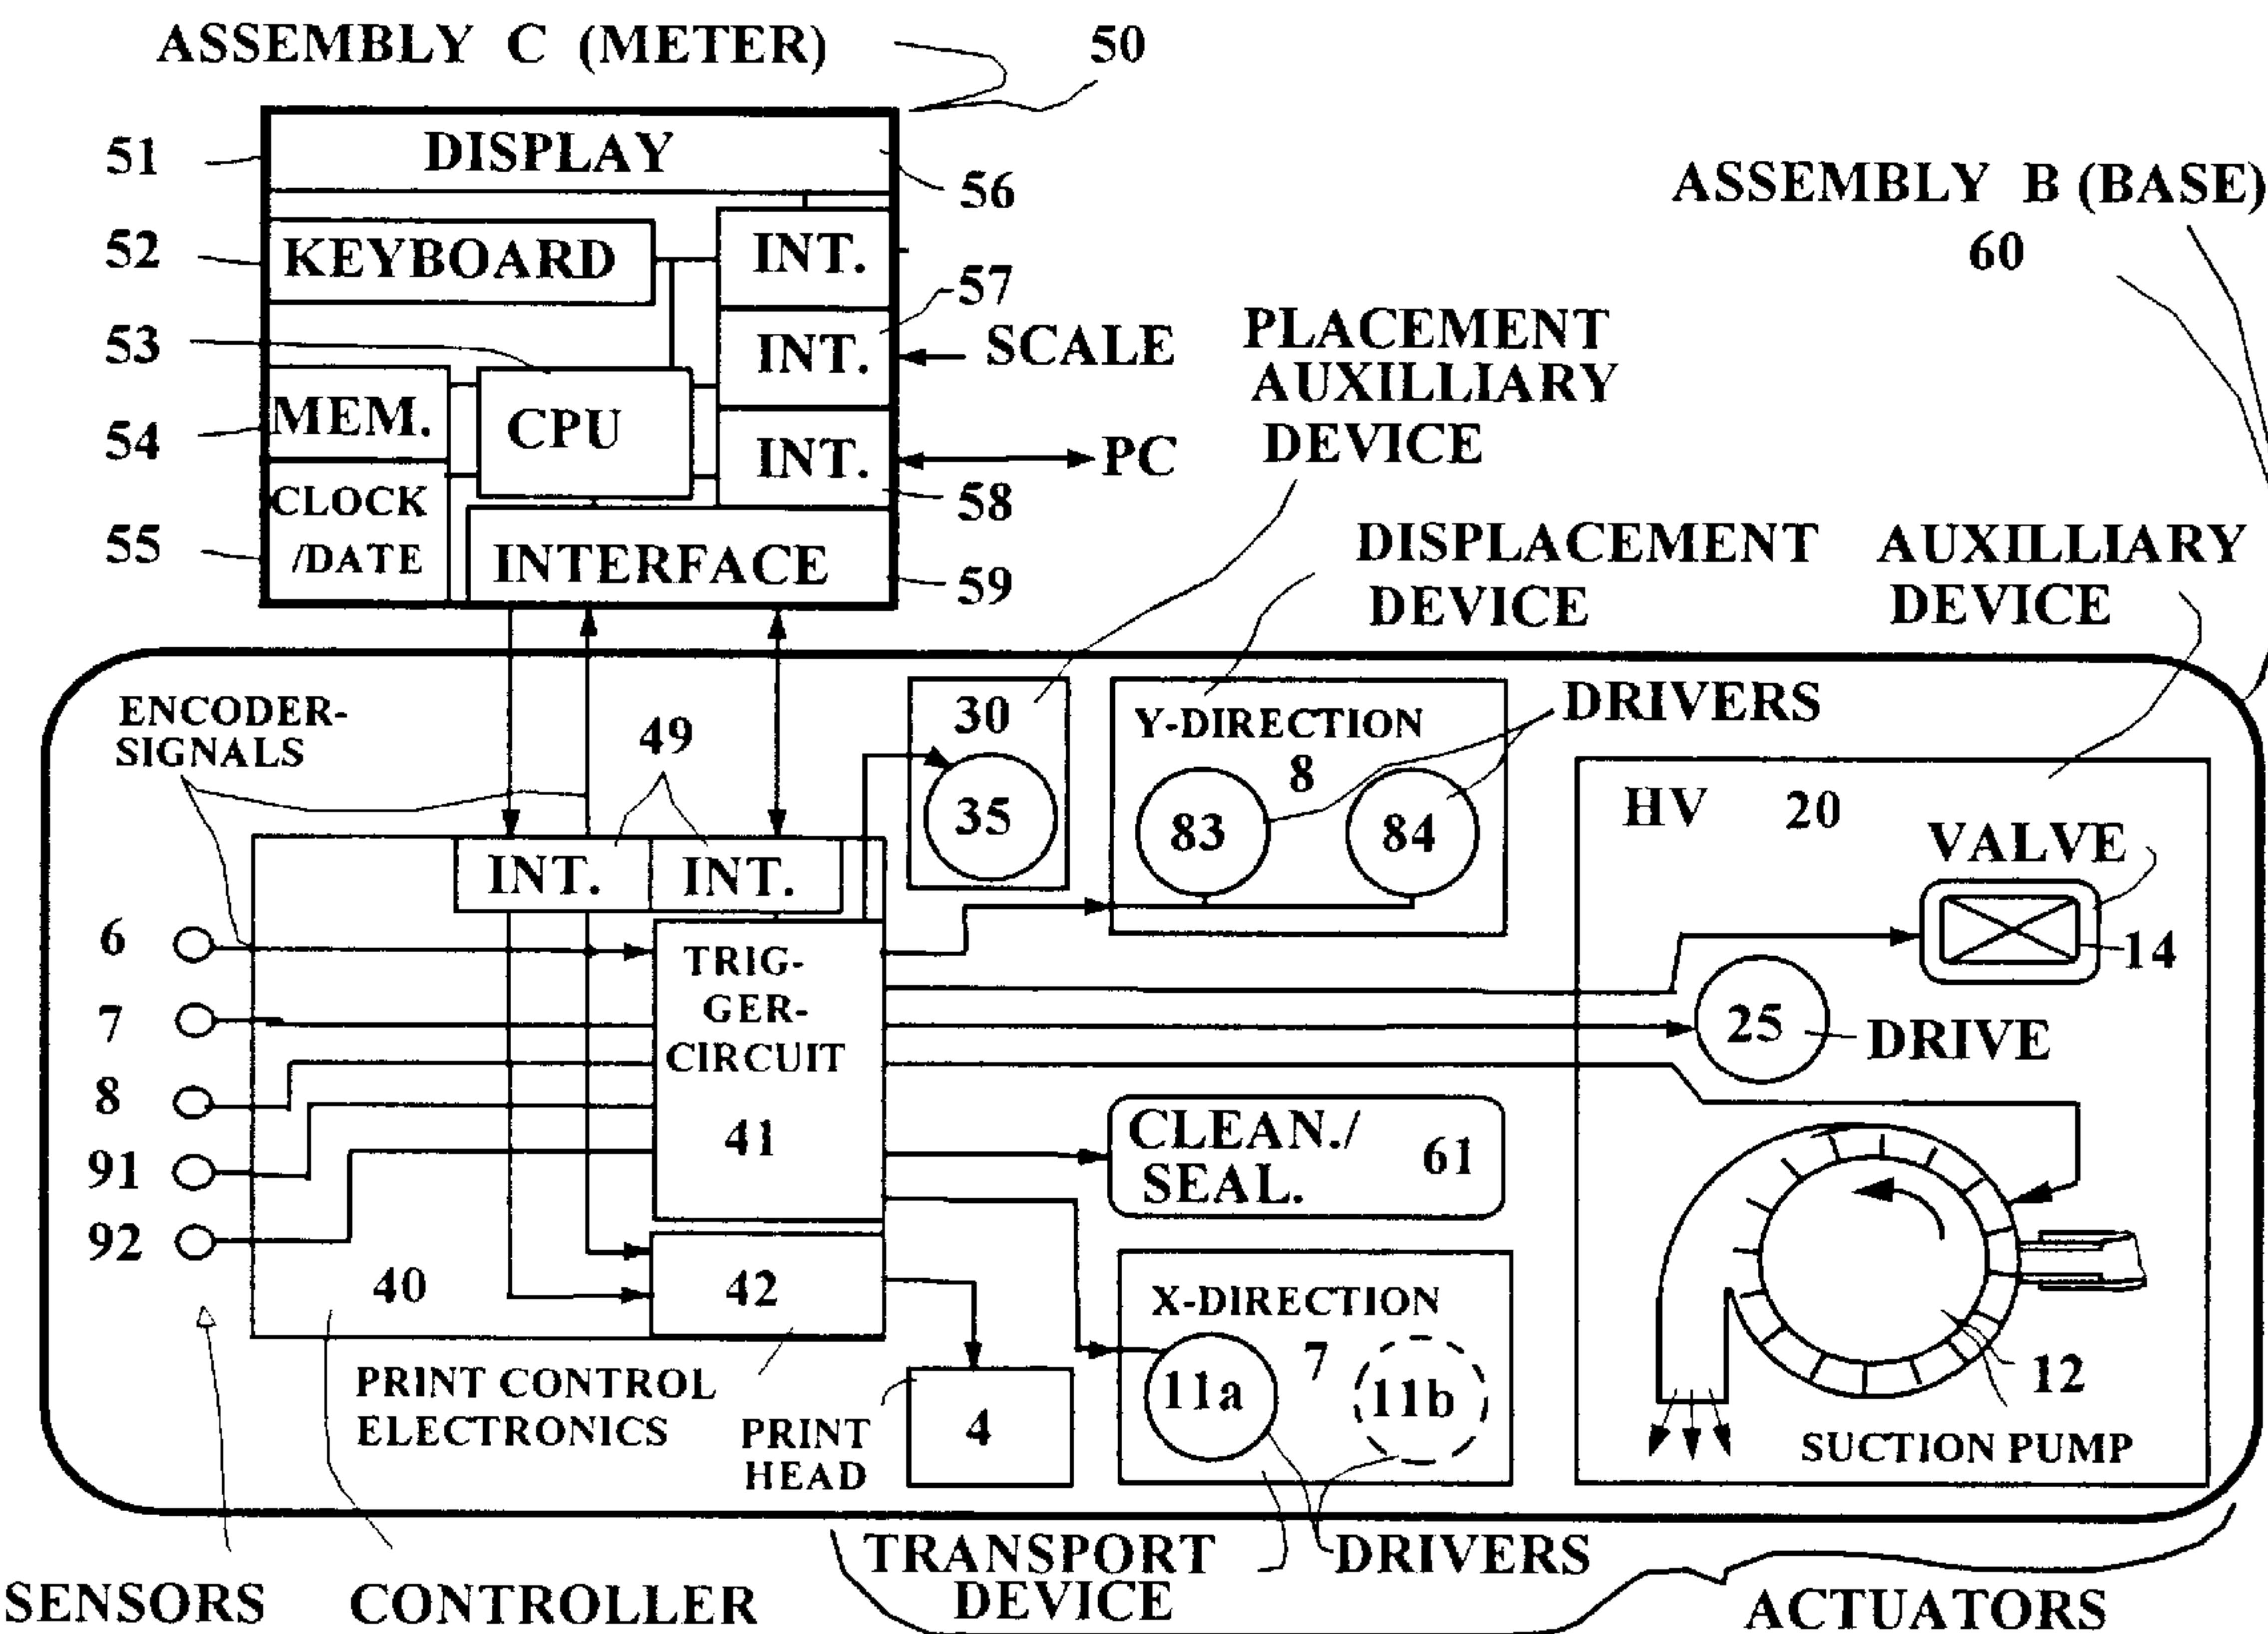 ASSEMBLY C (METER)
50
51
DISPLAY
56
ASSEMBLY B (BASE)
60
52
KEYBOARD
INT.
57
53
INT.
SCALE
PLACEMENT
AUXILLIARY
DEVICE
54
MEM.
CPU
INT.
PC
58
CLOCK
/DATE
55
INTERFACE
59
DISPLACEMENT
DEVICE
AUXILLIARY
DEVICE
ENCODER-
SIGNALS
49
30
35
Y-DIRECTION
8
83
84
DRIVERS
HV 20
VALVE
14
INT.
INT.
6
7
8
91
92
TRIG-
GER-
CIRCUIT
41
25
DRIVE
CLEAN./
SEAL.
61
40
42
X-DIRECTION
7
11a
11b
12
SUCTION PUMP
PRINT CONTROL
ELECTRONICS
PRINT
HEAD
4
TRANSPORT
DEVICE
DRIVERS
SENSORS
CONTROLLER
ACTUATORS